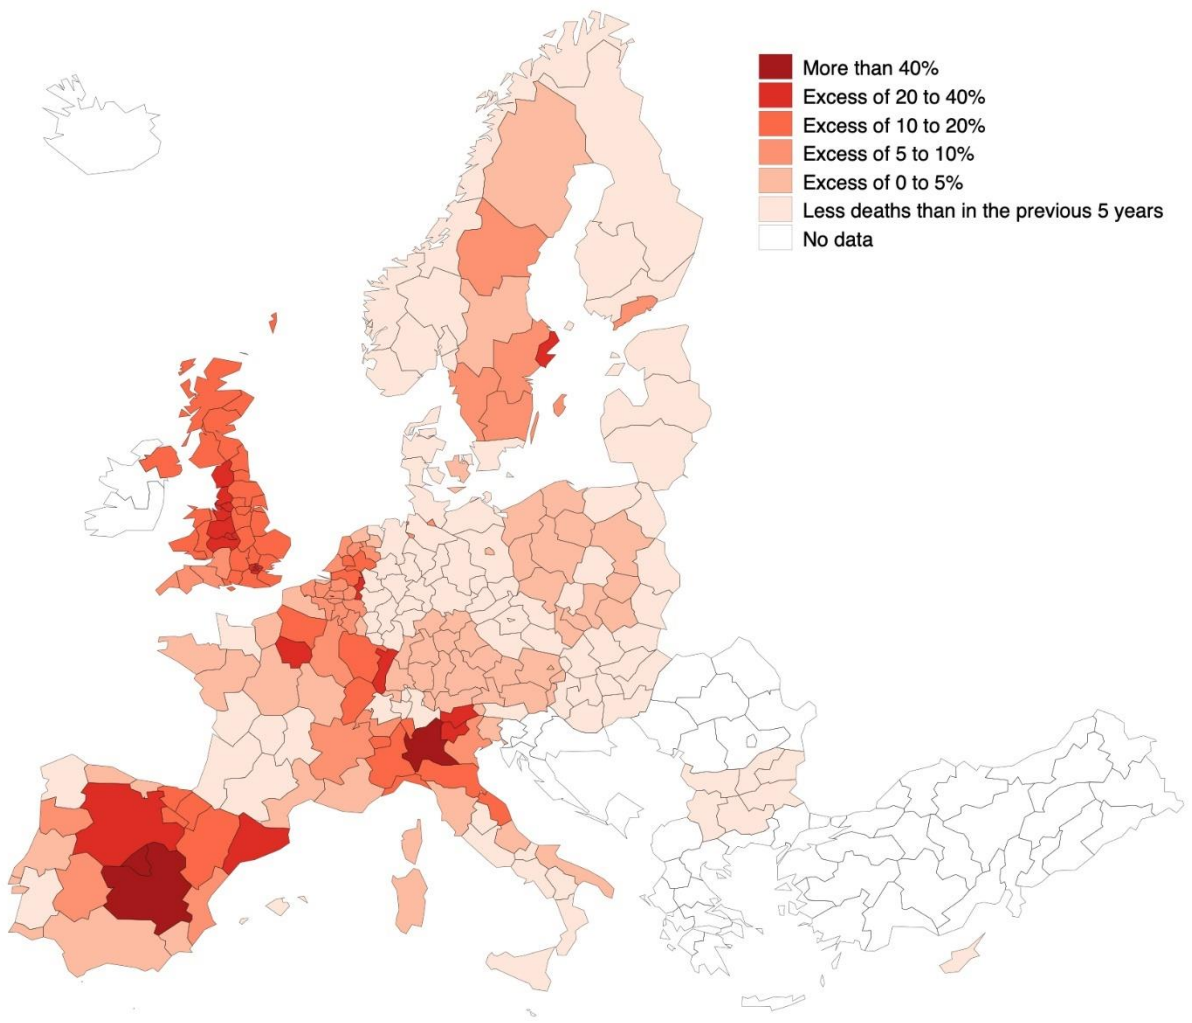 More than 40%
Excess of 20 to 40%
Excess of 10 to 20%
Excess of 5 to 10%
Excess of 0 to 5%
Less deaths than in the previous 5 years
No data